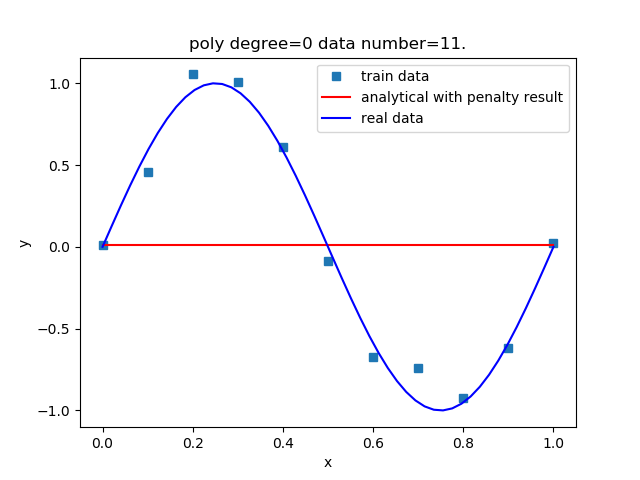 poly degree=0 data number=11.
train data
analytical with penalty result
real data
1.0
0.5
0.0
−0.5
−1.0
y
0.0 0.2 0.4 0.6 0.8 1.0
x